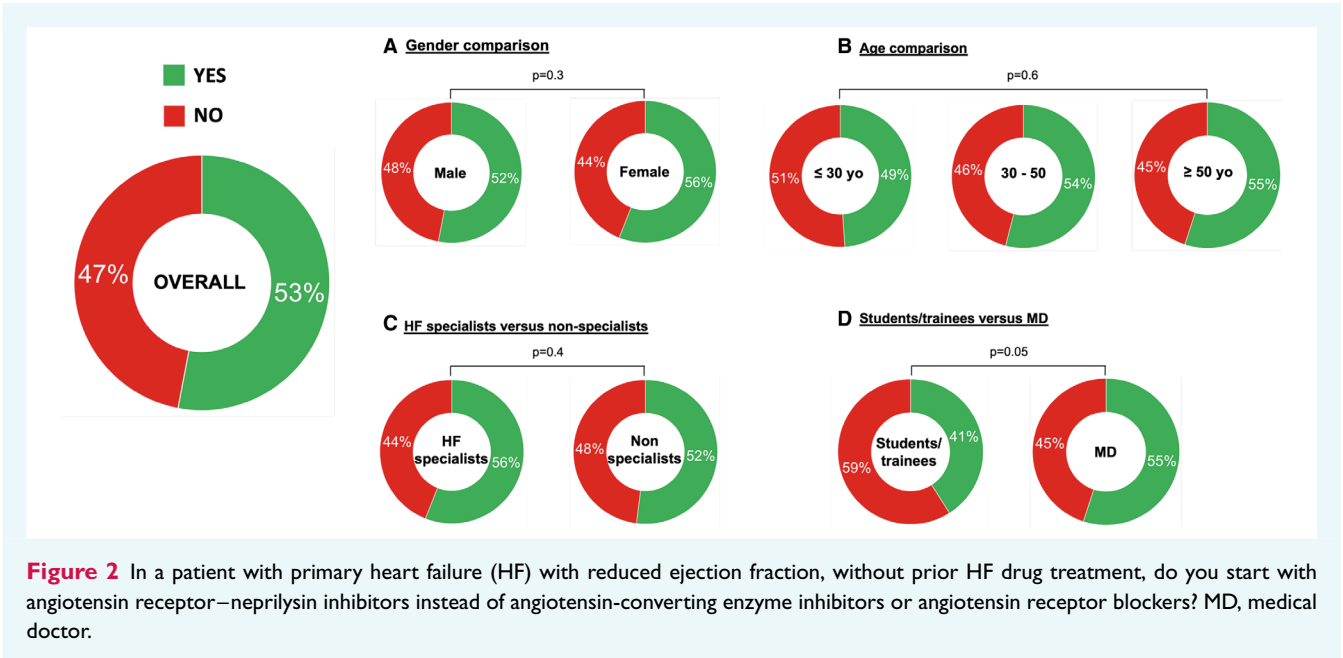 YES
NO
OVERALL
47%
53%
A Gender comparison
p=0.3
48%
Male
52%
44%
Female
56%
B Age comparison
p=0.6
51%
≤ 30 yo
49%
46%
30 - 50
54%
45%
≥ 50 yo
55%
C HF specialists versus non-specialists
p=0.4
44%
HF
specialists
56%
48%
Non
specialists
52%
D Students/trainees versus MD
p=0.05
59%
Students/
trainees
41%
45%
MD
55%
Figure 2 In a patient with primary heart failure (HF) with reduced ejection fraction, without prior HF drug treatment, do you start with
angiotensin receptor–neprilysin inhibitors instead of angiotensin-converting enzyme inhibitors or angiotensin receptor blockers? MD, medical
doctor.